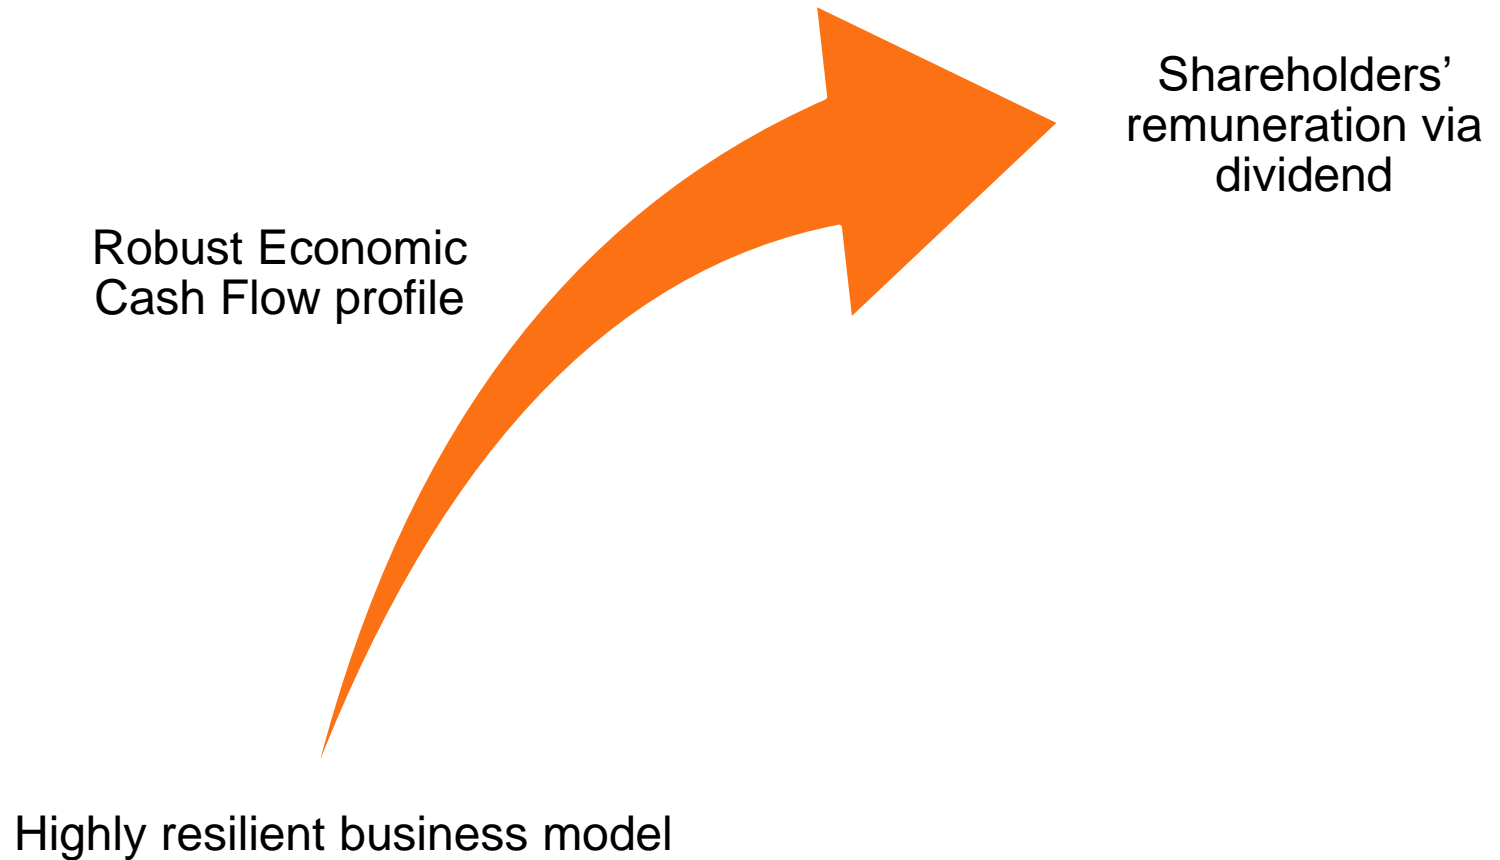 Shareholders’
remuneration via
dividend
Robust Economic
Cash Flow profile
Highly resilient business model